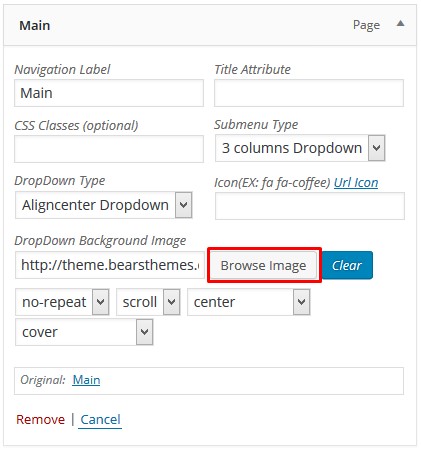 Main Page
Navigation Label Title Attribute
Main
CSS Classes (optional) Submenu Type
3 columns Dropdown
DropDown Type Icon(EX: fa fa-coffee) Url Icon
Aligncenter Dropdown
DropDown Background Image
http://theme.bearsthemes. Browse Image Clear
no-repeat scroll center
cover
Original: Main
Remove | Cancel